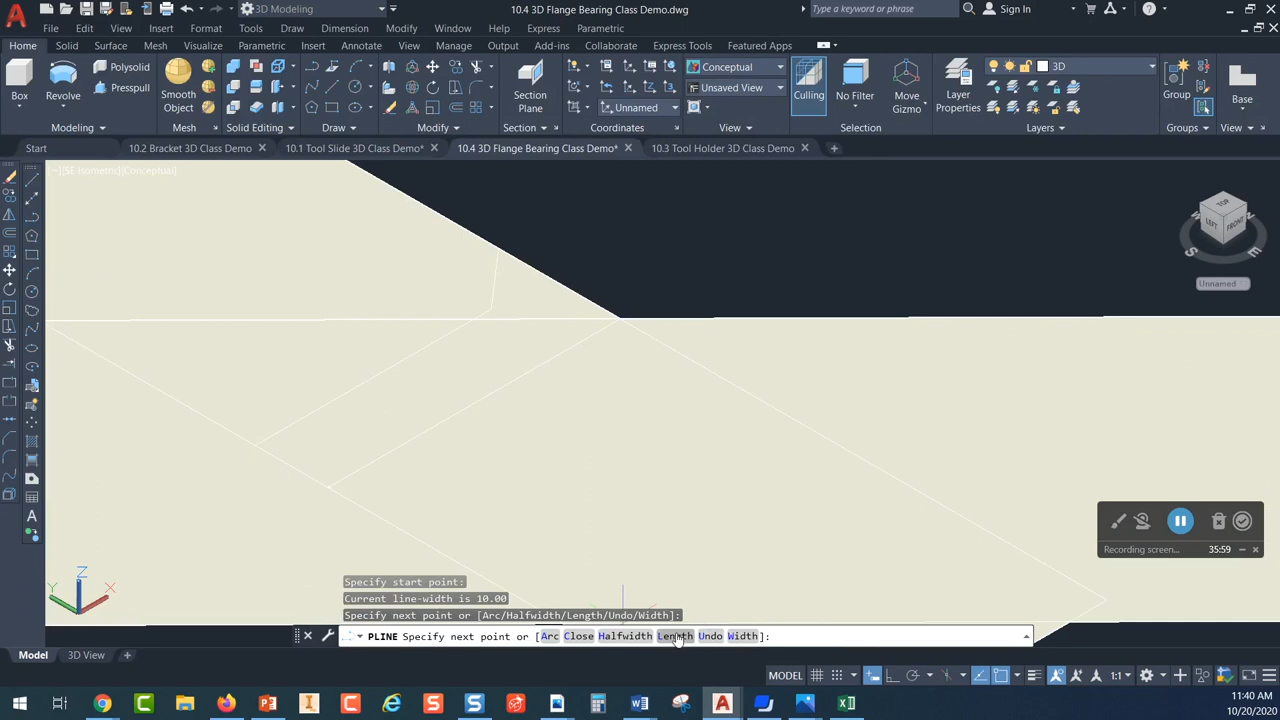 3D Modeling
10.4 3D Flange Bearing Class Demo.dwg
Type a keyword or phrase
Sign In
File Edit View Insert Format Tools Draw Dimension Modify Window Help Express Parametric
Home Solid Surface Mesh Visualize Parametric Insert Annotate View Manage Output Add-ins Collaborate Express Tools Featured Apps
Box
Revolve
Polysolid
Presspull
Smooth
Object
Section
Plane
Unnamed
Conceptual
Unsaved View
Culling
No Filter
Move
Gizmo
Layer
Properties
3D
Group
Base
Modeling Mesh Solid Editing Draw Modify Section Coordinates View Selection Layers Groups View
Start 10.2 Bracket 3D Class Demo* 10.1 Tool Slide 3D Class Demo* 10.4 3D Flange Bearing Class Demo* 10.3 Tool Holder 3D Class Demo
[−][SE Isometric][Conceptual]
TOP
LEFT
FRONT
N
S
E
Unnamed
Recording screen... 35:59
Z
Y
X
Specify start point:
Current line-width is 10.00
Specify next point or [Arc/Halfwidth/Length/Undo/Width]:
PLINE Specify next point or [Arc Close Halfwidth Length Undo Width]:
Model 3D View
MODEL
1:1
11:40 AM
10/20/2020